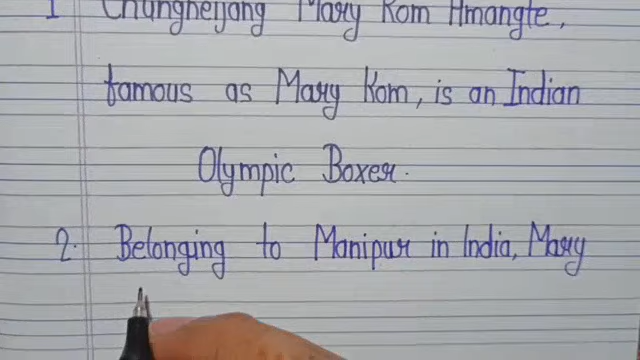 1 Chungneijang Mary Kom Hmangte,
famous as Mary Kom, is an Indian
Olympic Boxer.
2. Belonging to Manipur in India, Mary